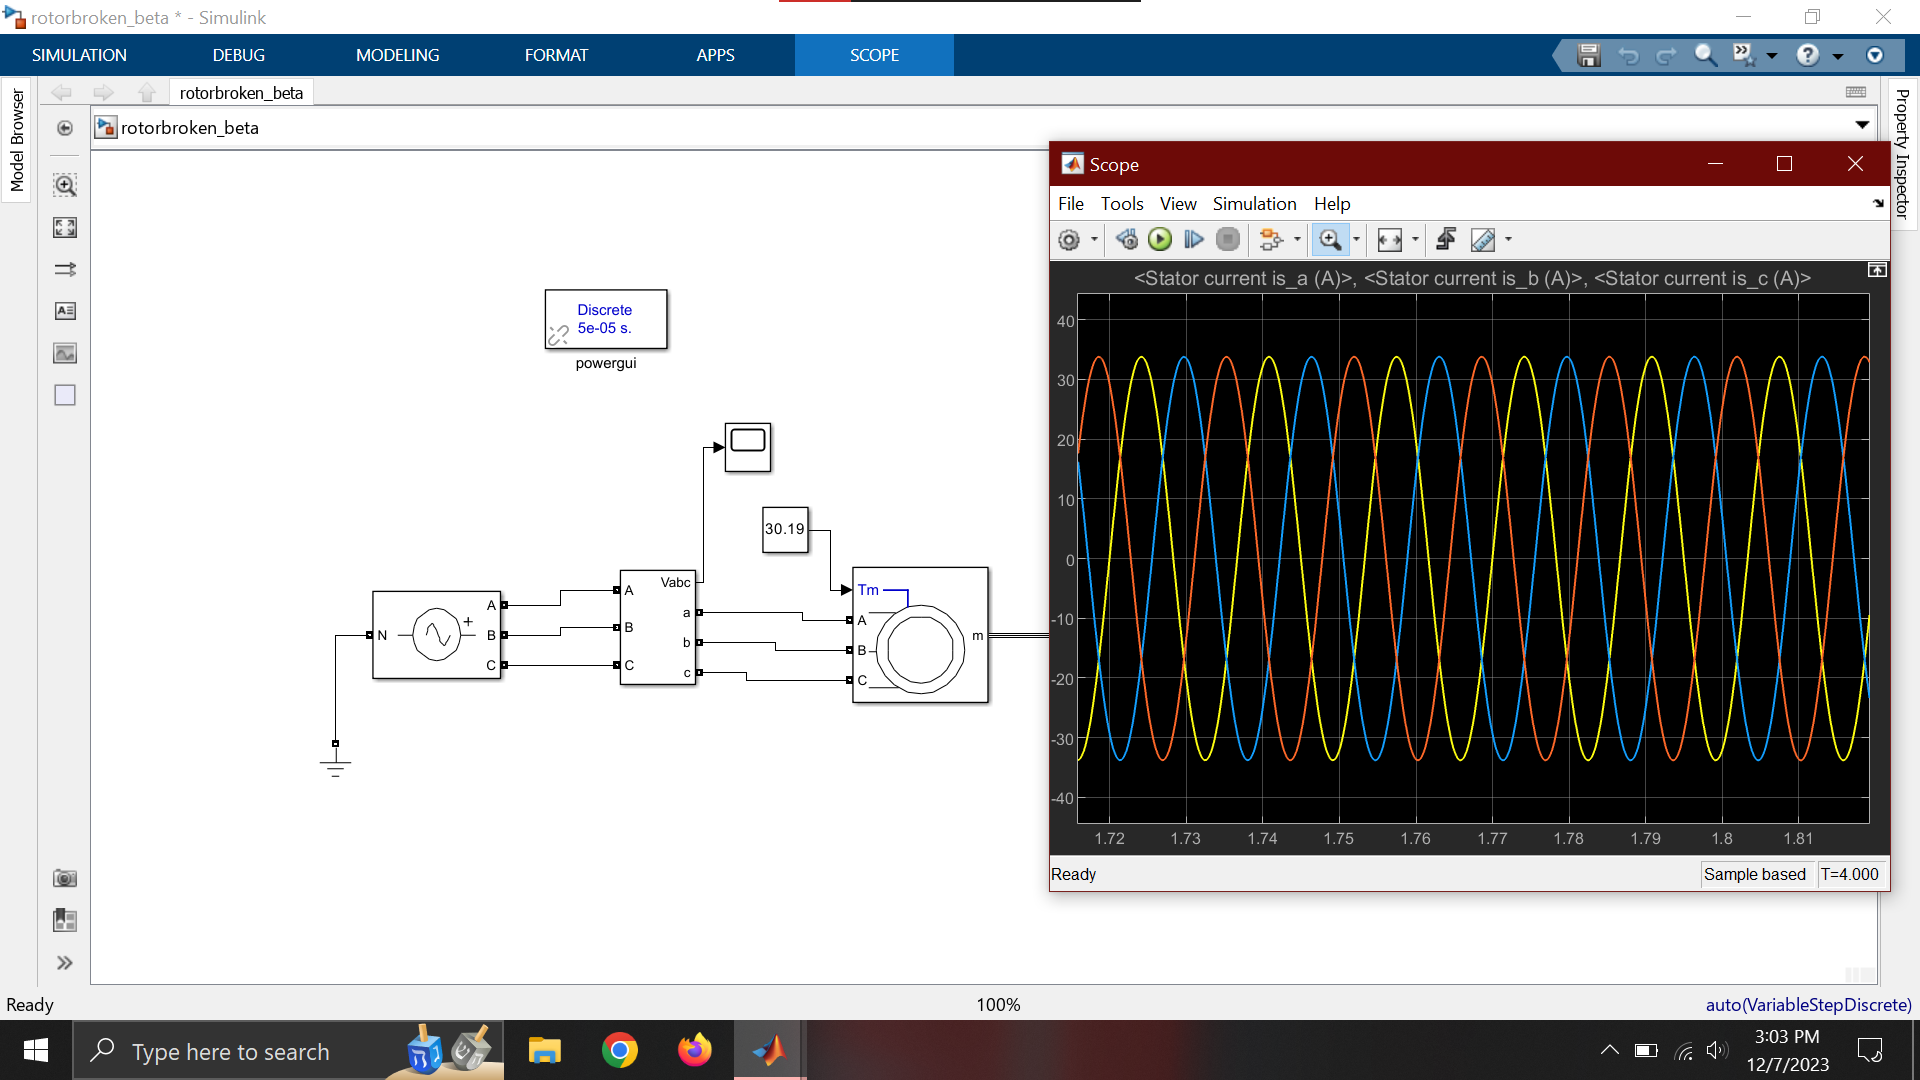 rotorbroken_beta * - Simulink
SIMULATION DEBUG MODELING FORMAT APPS SCOPE
Model Browser
rotorbroken_beta
rotorbroken_beta
Property Inspector
Discrete
5e-05 s.
powergui
30.19
N
+
A
B
C
A
B
C
Vabc
a
b
c
Tm
A
B
C
m
Scope
File Tools View Simulation Help
<Stator current is_a (A)>, <Stator current is_b (A)>, <Stator current is_c (A)>
40
30
20
10
0
-10
-20
-30
-40
1.72 1.73 1.74 1.75 1.76 1.77 1.78 1.79 1.8 1.81
Ready Sample based T=4.000
Ready 100% auto(VariableStepDiscrete)
Type here to search
3:03 PM
12/7/2023